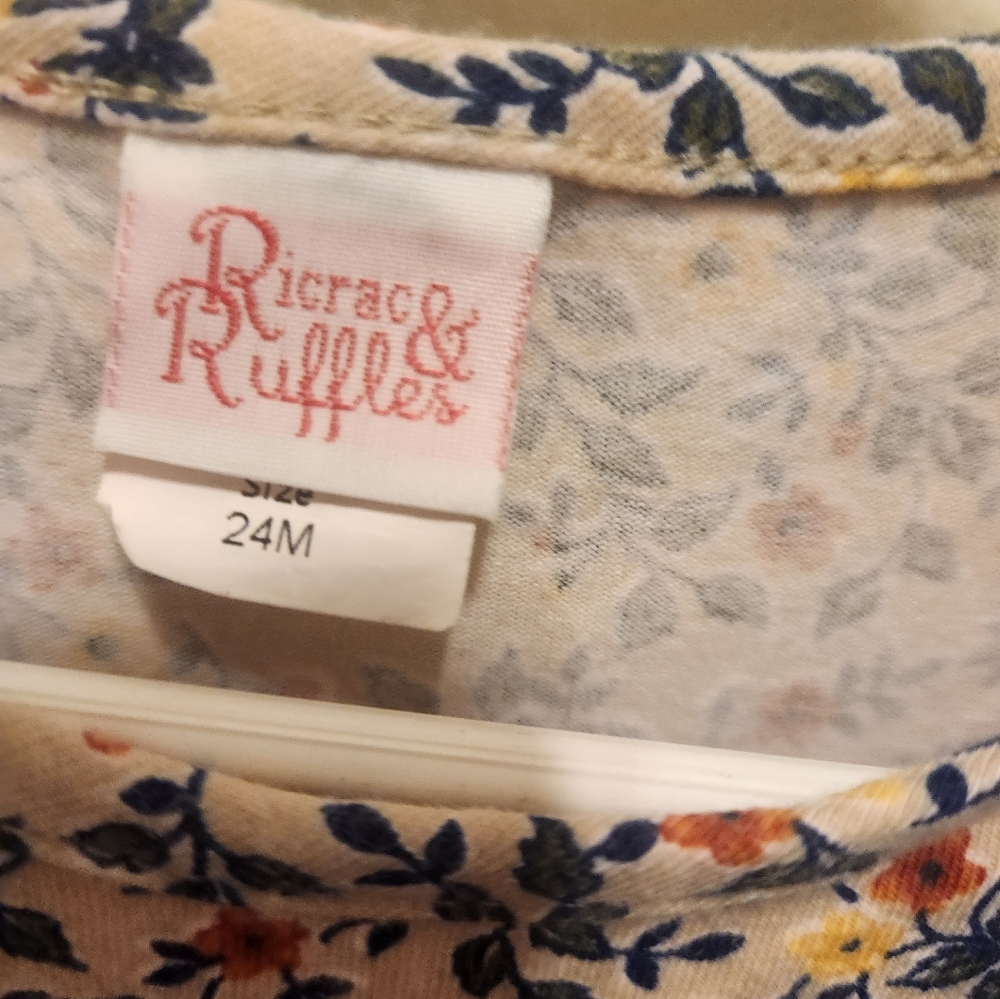 Ricrac &
Ruffles
Size
24M